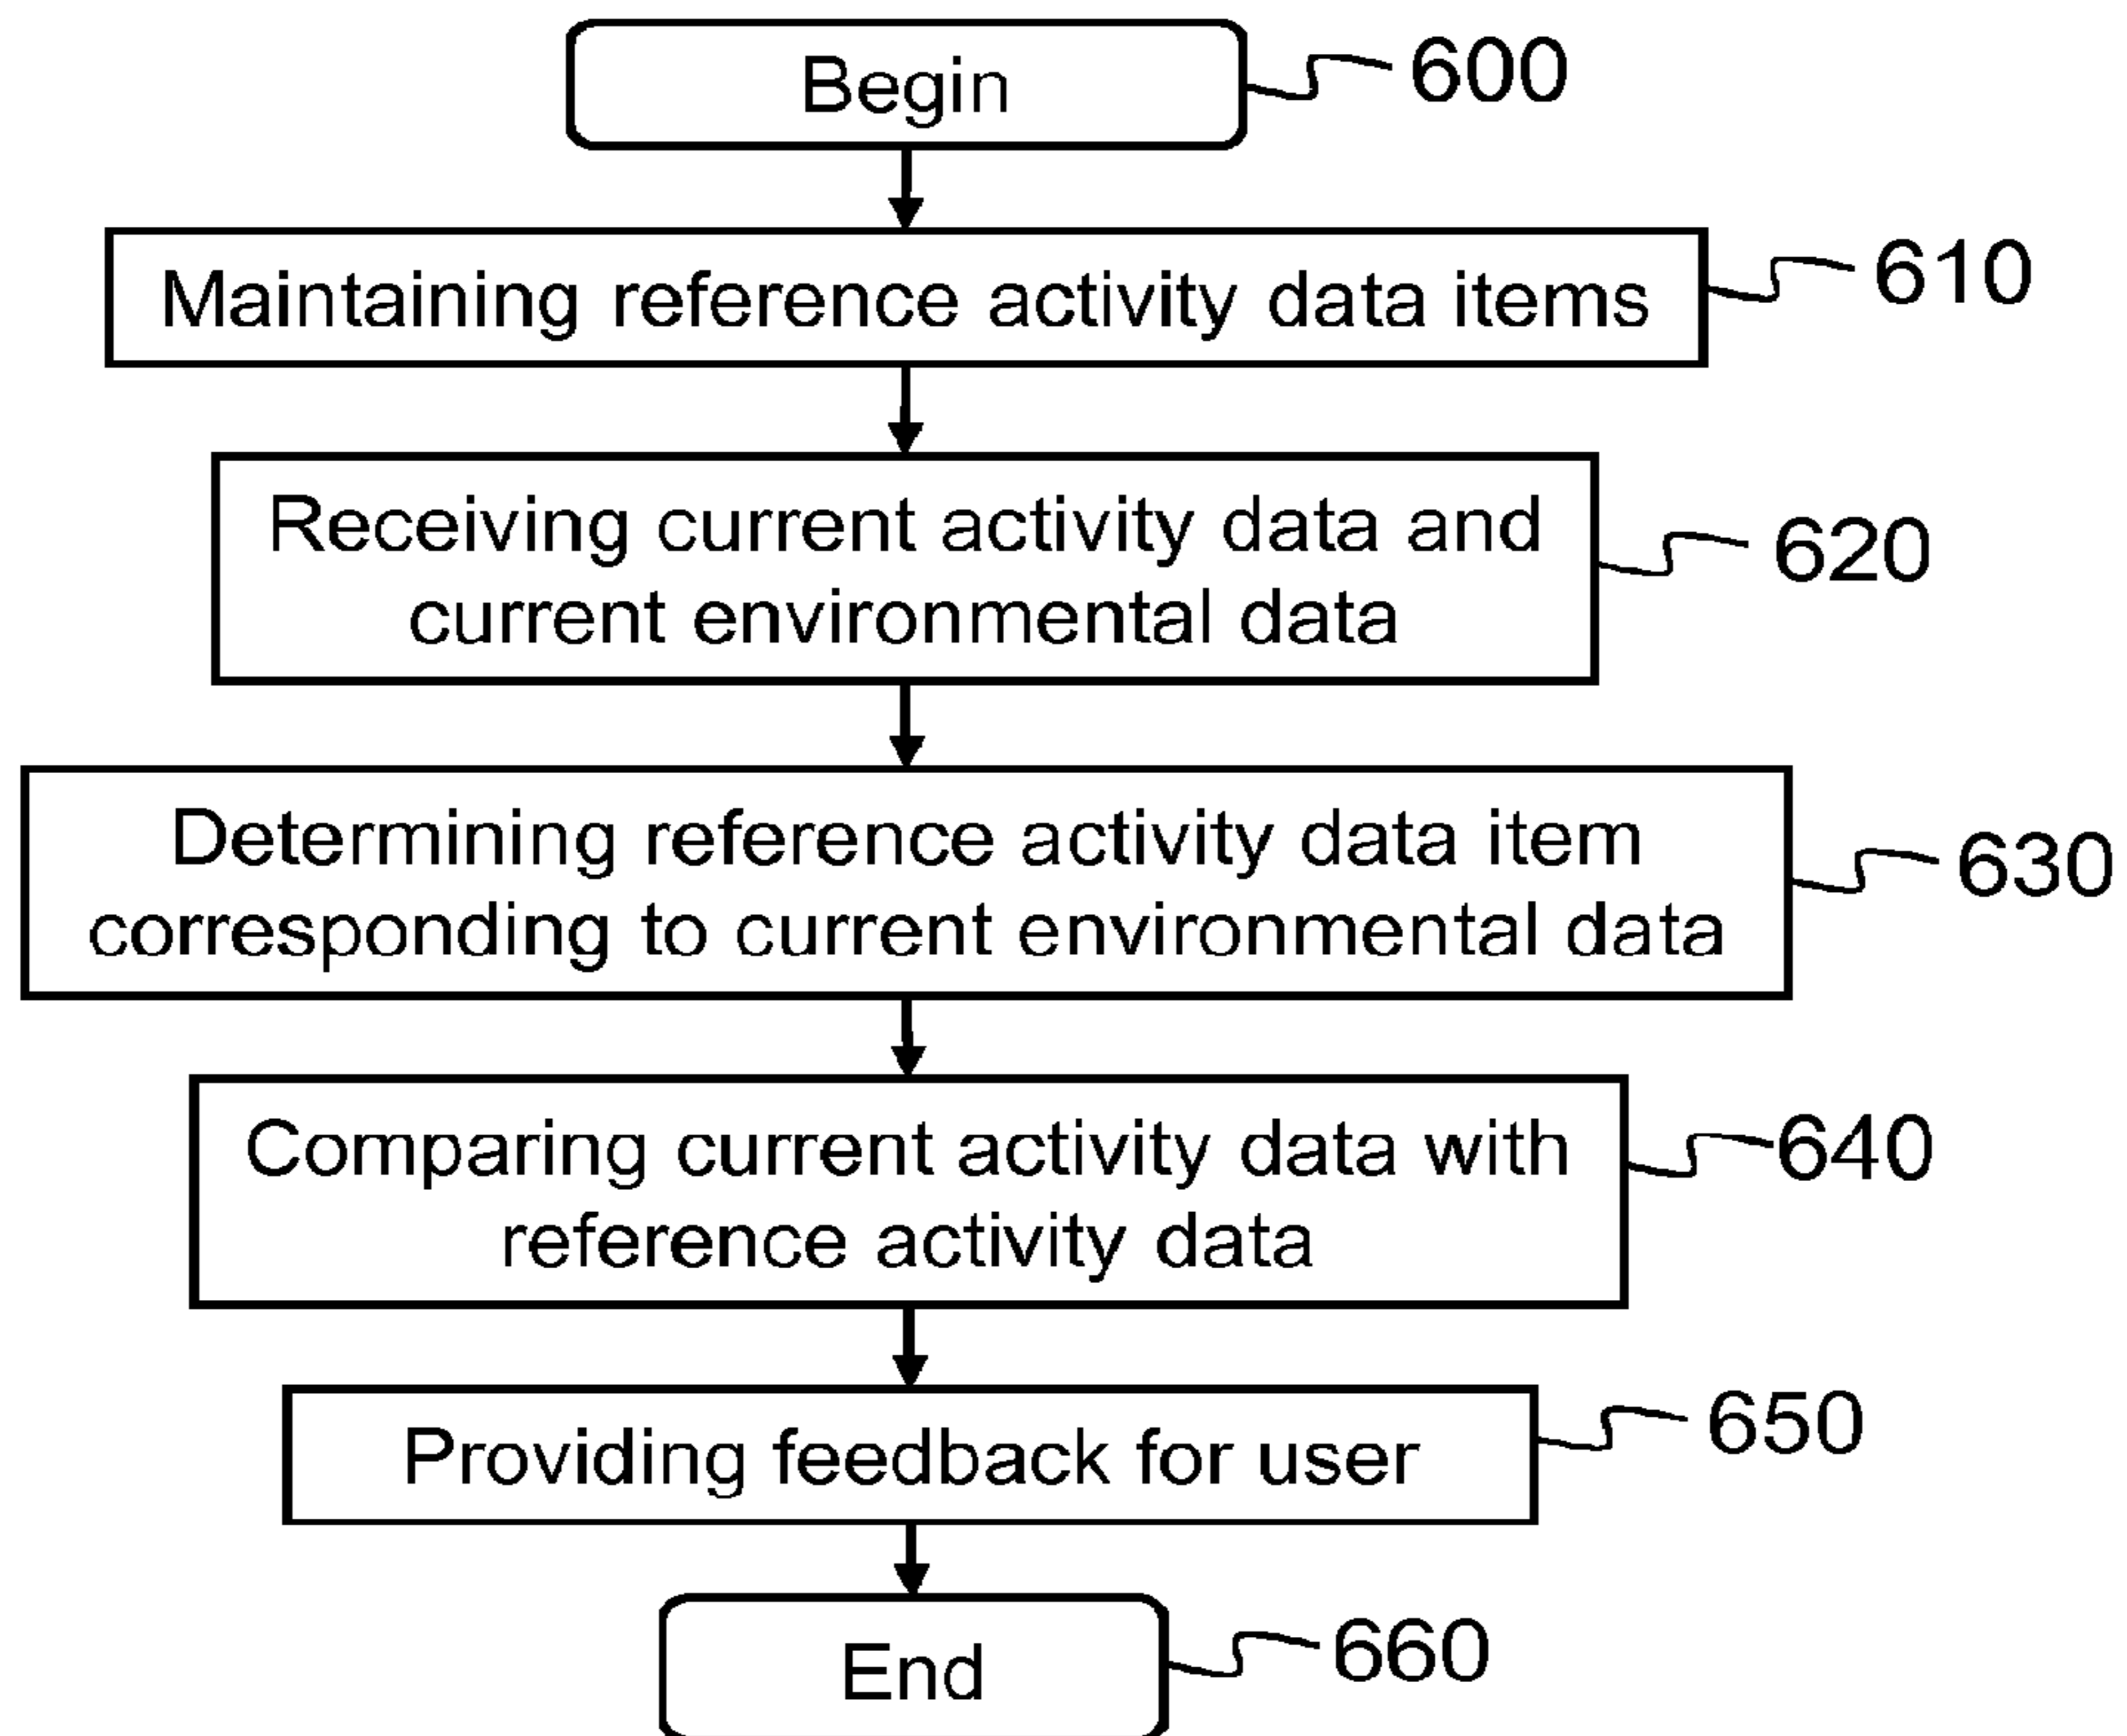 Begin
600
Maintaining reference activity data items
610
Receiving current activity data and
current environmental data
620
Determining reference activity data item
corresponding to current environmental data
630
Comparing current activity data with
reference activity data
640
Providing feedback for user
650
End
660